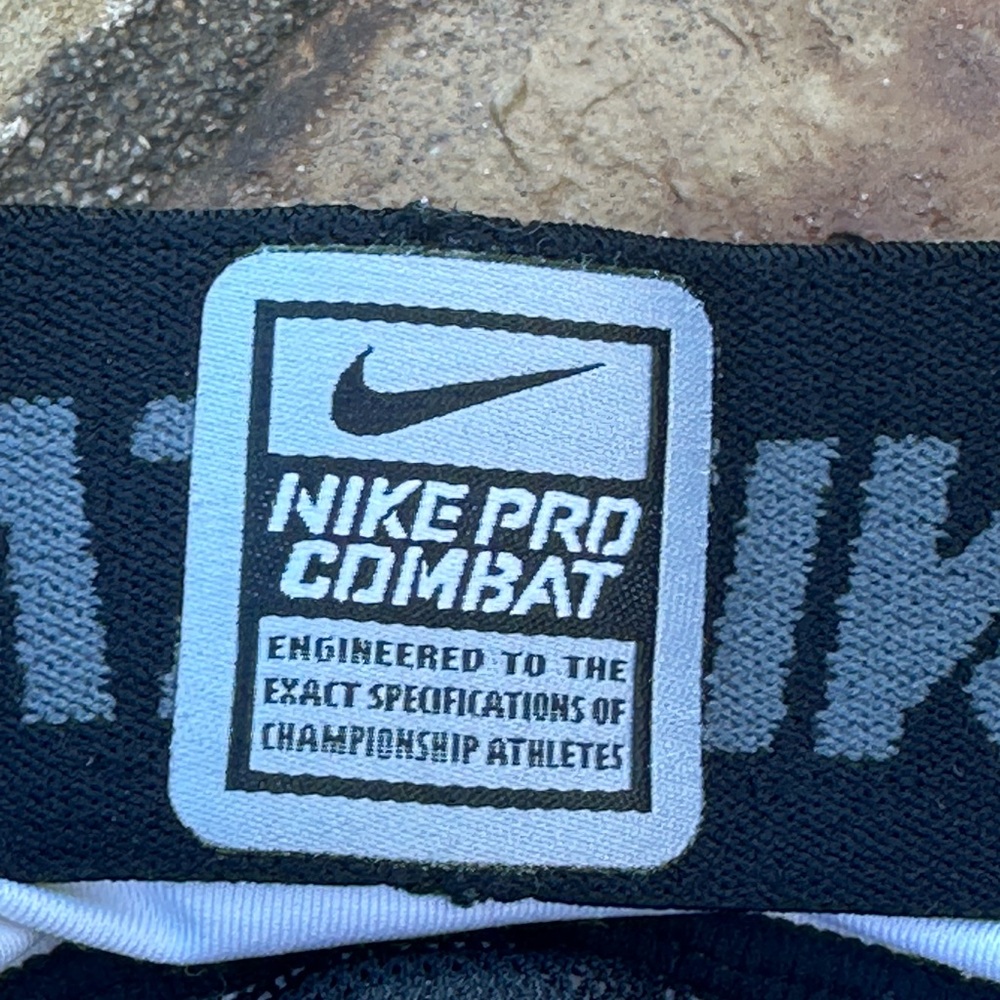 NIKE PRO
COMBAT
ENGINEERED TO THE
EXACT SPECIFICATIONS OF
CHAMPIONSHIP ATHLETES